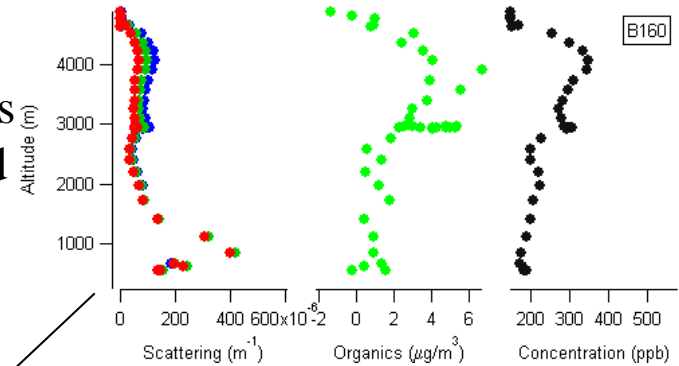 B160
s
d
Altitude (m)
4000
3000
2000
1000
0 200 400 600x10⁻⁶
Scattering (m⁻¹)
-2 0 2 4 6
Organics (μg/m³)
200 300 400 500
Concentration (ppb)